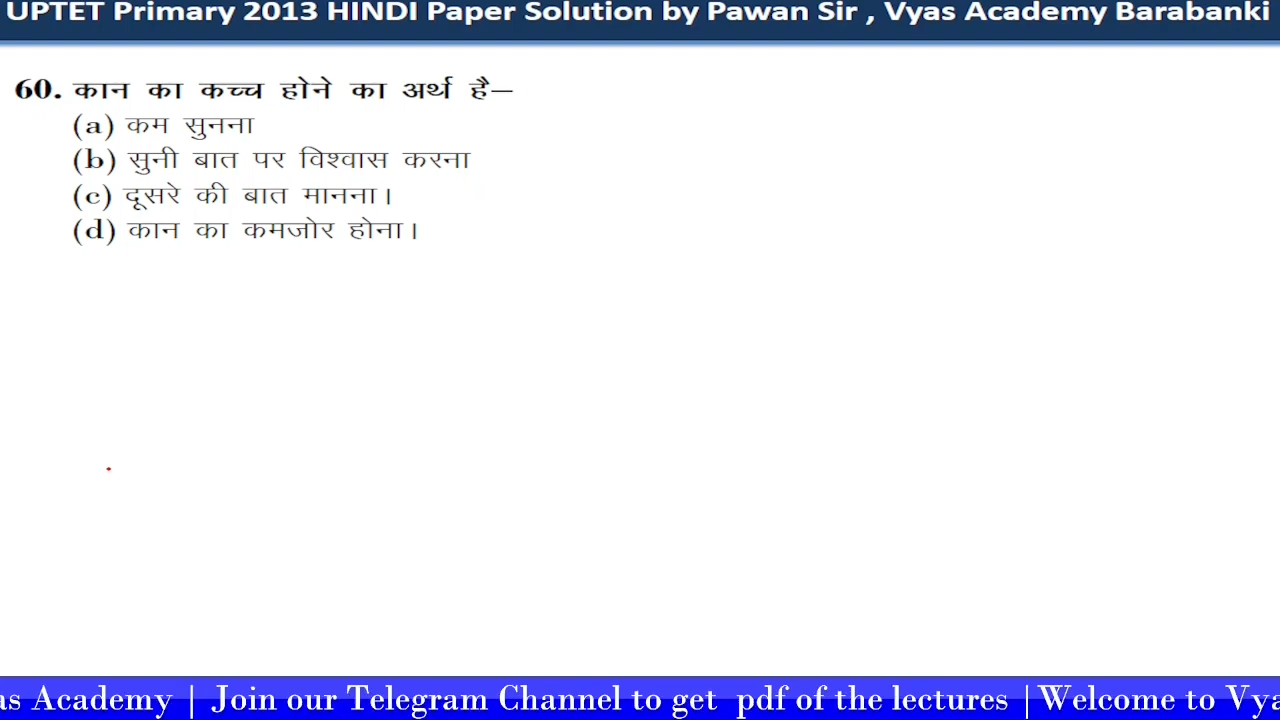 UPTET Primary 2013 HINDI Paper Solution by Pawan Sir , Vyas Academy Barabanki
60. कान का कच्च होने का अर्थ है–
(a) कम सुनना
(b) सुनी बात पर विश्वास करना
(c) दूसरे की बात मानना।
(d) कान का कमजोर होना।
as Academy | Join our Telegram Channel to get pdf of the lectures |Welcome to Vya